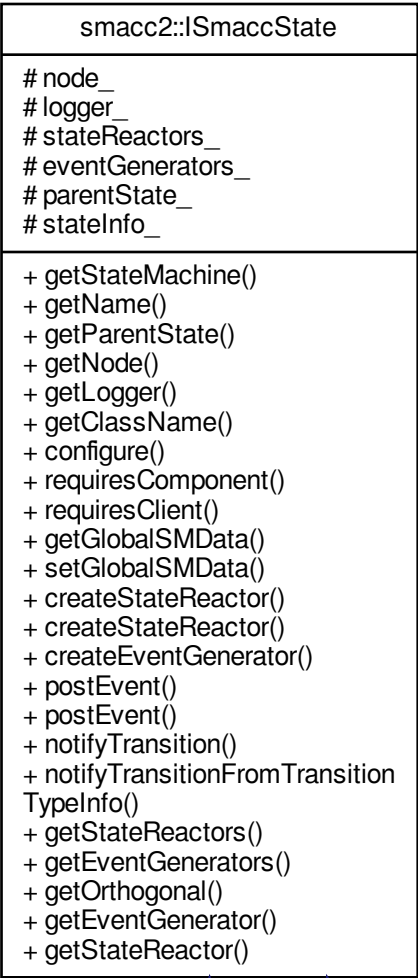 smacc2::ISmaccState
# node_
# logger_
# stateReactors_
# eventGenerators_
# parentState_
# stateInfo_
+ getStateMachine()
+ getName()
+ getParentState()
+ getNode()
+ getLogger()
+ getClassName()
+ configure()
+ requiresComponent()
+ requiresClient()
+ getGlobalSMData()
+ setGlobalSMData()
+ createStateReactor()
+ createStateReactor()
+ createEventGenerator()
+ postEvent()
+ postEvent()
+ notifyTransition()
+ notifyTransitionFromTransition
TypeInfo()
+ getStateReactors()
+ getEventGenerators()
+ getOrthogonal()
+ getEventGenerator()
+ getStateReactor()